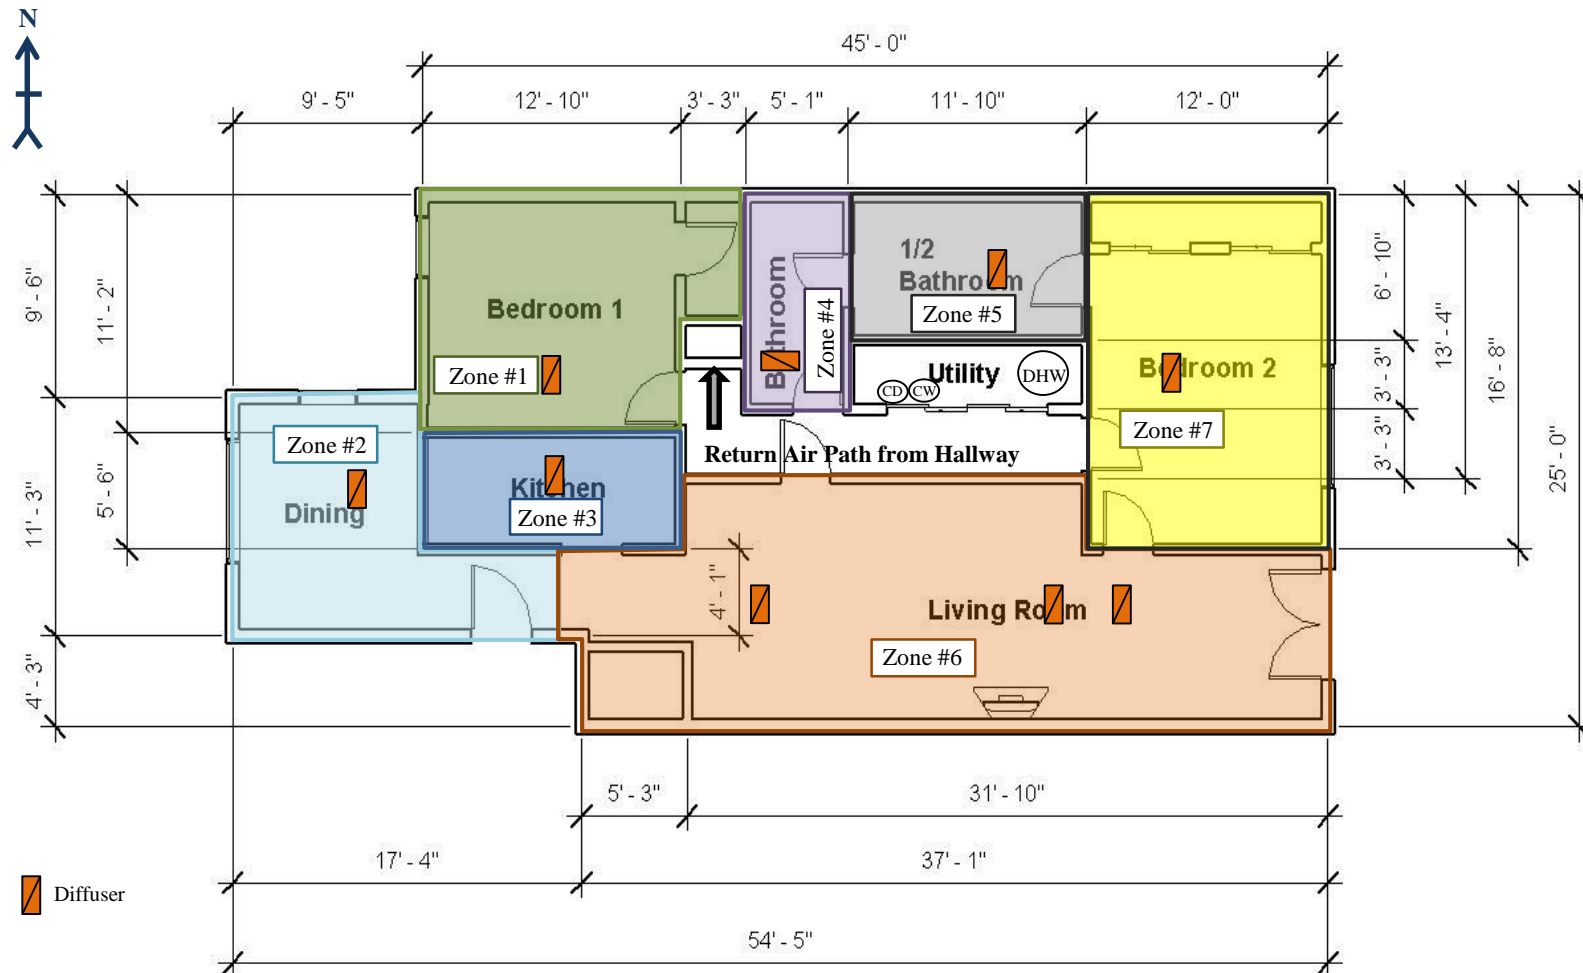 N
45' - 0"
9' - 5"
12' - 10"
3' - 3"
5' - 1"
11' - 10"
12' - 0"
9' - 6"
11' - 2"
11' - 3"
5' - 6"
4' - 3"
6' - 10"
3' - 3"
3' - 3"
13' - 4"
16' - 8"
25' - 0"
Bedroom 1
Zone #1
Bathroom
Zone #4
1/2
Bathroom
Zone #5
Utility
CD
CW
DHW
Bedroom 2
Zone #7
Zone #2
Dining
Kitchen
Zone #3
Return Air Path from Hallway
4' - 1"
Living Room
Zone #6
5' - 3"
31' - 10"
17' - 4"
37' - 1"
54' - 5"
Diffuser